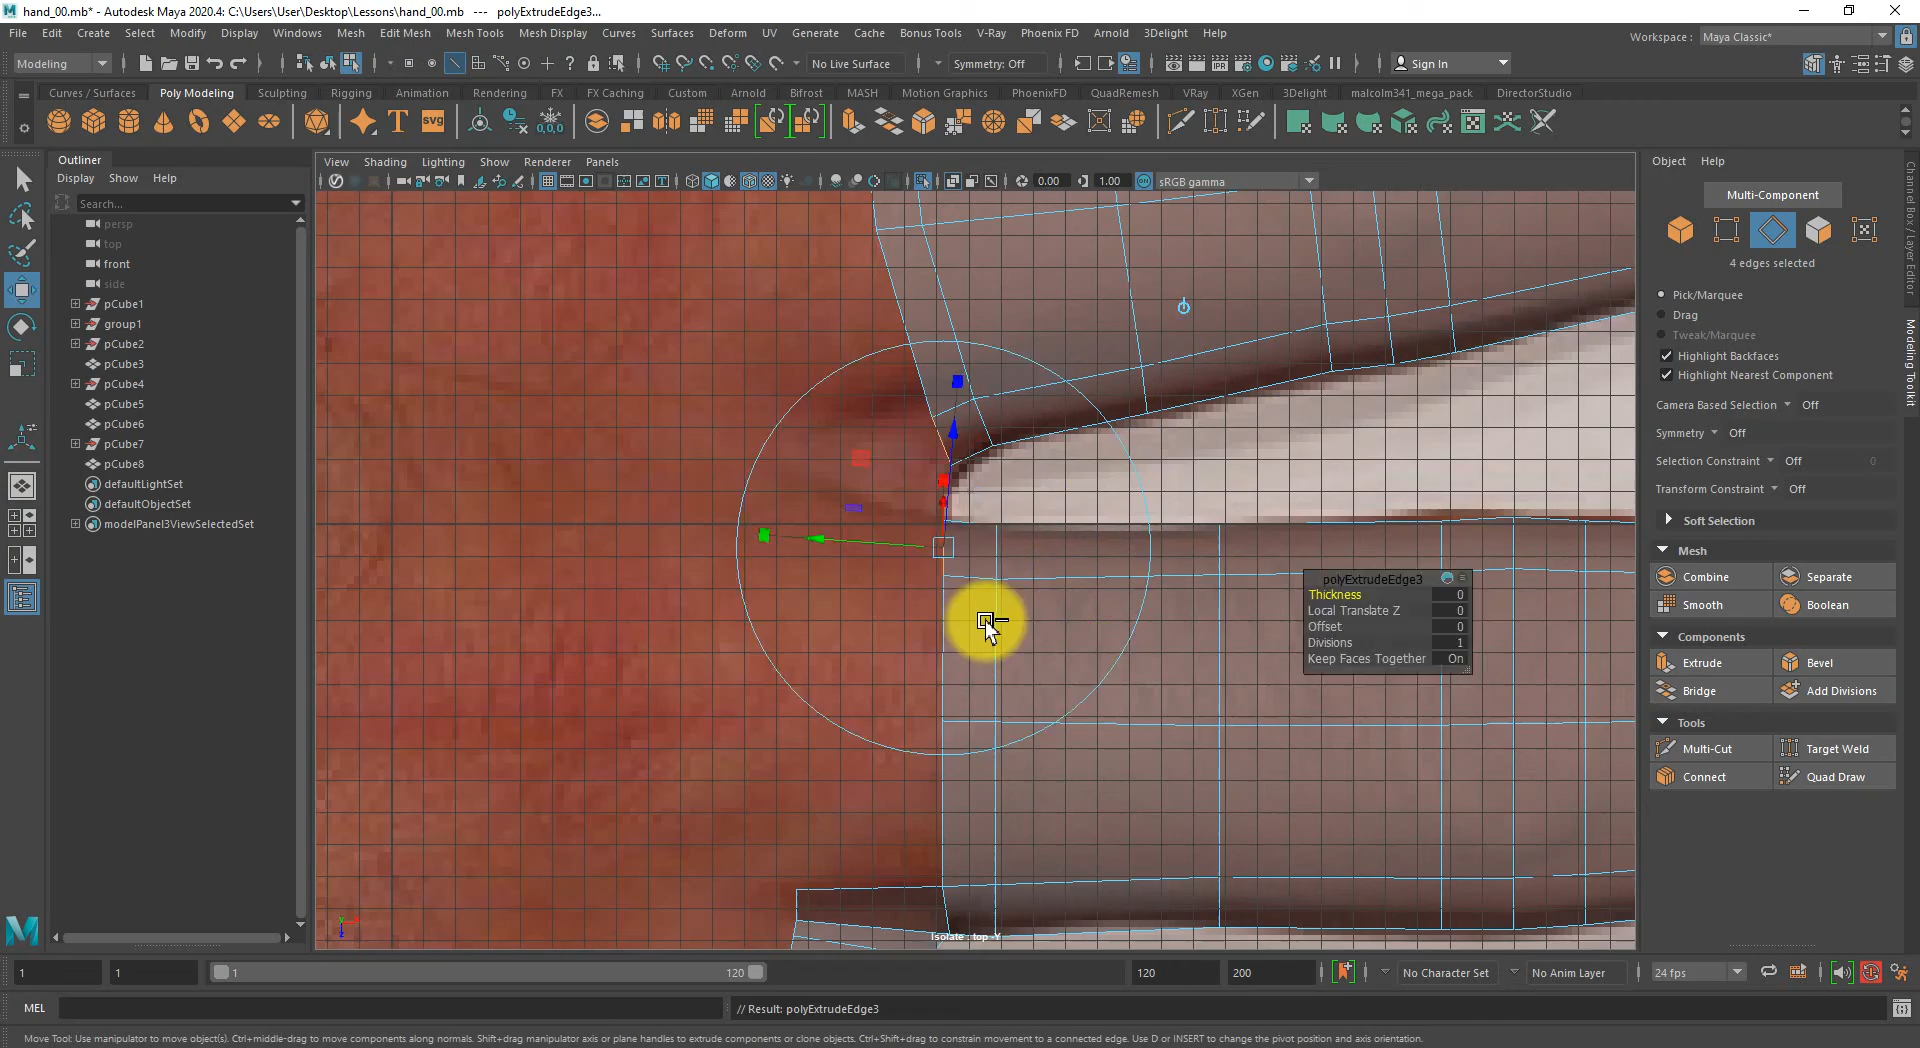 hand_00.mb* - Autodesk Maya 2020.4: C:\Users\User\Desktop\Lessons\hand_00.mb   ---   polyExtrudeEdge3...
File Edit Create Select Modify Display Windows Mesh Edit Mesh Mesh Tools Mesh Display Curves Surfaces Deform UV Generate Cache Bonus Tools V-Ray Phoenix FD Arnold 3Delight Help
Workspace : Maya Classic*
Modeling No Live Surface Symmetry: Off Sign In
Curves / Surfaces Poly Modeling Sculpting Rigging Animation Rendering FX FX Caching Custom Arnold Bifrost MASH Motion Graphics PhoenixFD QuadRemesh VRay XGen 3Delight malcolm341_mega_pack DirectorStudio
Outliner
Display Show Help
Search...
persp
top
front
side
pCube1
group1
pCube2
pCube3
pCube4
pCube5
pCube6
pCube7
pCube8
defaultLightSet
defaultObjectSet
modelPanel3ViewSelectedSet
View Shading Lighting Show Renderer Panels
0.00 1.00 ON sRGB gamma
polyExtrudeEdge3
Thickness 0
Local Translate Z 0
Offset 0
Divisions 1
Keep Faces Together On
Isolate : top -Y
Object Help
Multi-Component
4 edges selected
Pick/Marquee
Drag
Tweak/Marquee
Highlight Backfaces
Highlight Nearest Component
Camera Based Selection Off
Symmetry Off
Selection Constraint Off 0
Transform Constraint Off
Soft Selection
Mesh
Combine Separate
Smooth Boolean
Components
Extrude Bevel
Bridge Add Divisions
Tools
Multi-Cut Target Weld
Connect Quad Draw
Channel Box / Layer Editor
Modeling Toolkit
1 1 1 120 120 200 No Character Set No Anim Layer 24 fps
MEL // Result: polyExtrudeEdge3
Move Tool: Use manipulator to move object(s). Ctrl+middle-drag to move components along normals. Shift+drag manipulator axis or plane handles to extrude components or clone objects. Ctrl+Shift+drag to constrain movement to a connected edge. Use D or INSERT to change the pivot position and axis orientation.